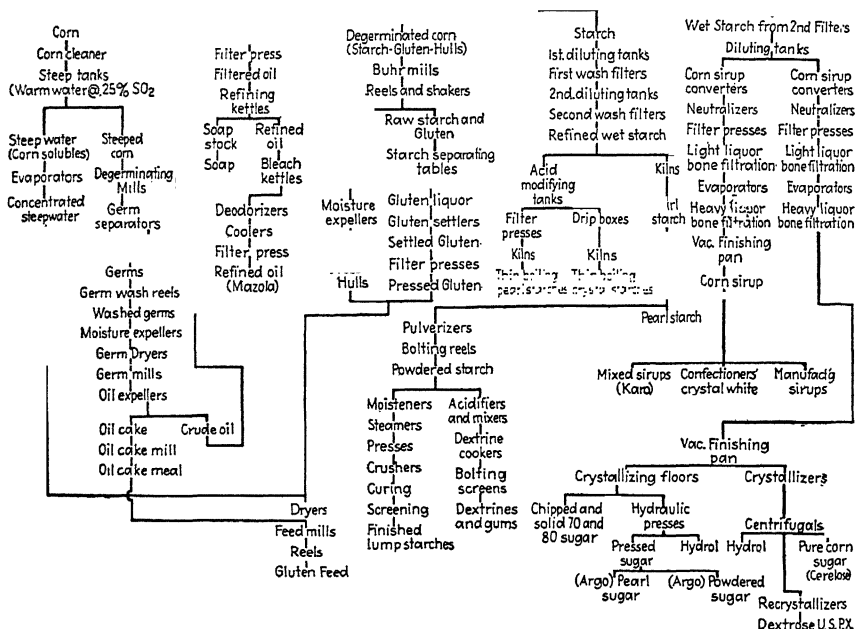 Corn
Corn cleaner
Steep tanks
(Warm water @ .25% SO2
Steep water
(Corn solubles)
Evaporators
Concentrated
steepwater
Steeped
corn
Degerminating
Mills
Germ
separators
Filter press
Filtered oil
Refining
kettles
Soap
stock
Soap
Refined
oil
Bleach
kettles
Deodorizers
Coolers
Filter press
Refined oil
(Mazola)
Degerminated corn
(Starch-Gluten-Hulls)
Buhr mills
Reels and shakers
Raw starch and
Gluten
Starch separating
tables
Moisture
expellers
Hulls
Gluten liquor
Gluten settlers
Settled Gluten
Filter presses
Pressed Gluten
Starch
1st. diluting tanks
First wash filters
2nd. diluting tanks
Second wash filters
Refined wet starch
Acid
modifying
tanks
Filter
presses
Kilns
Thin boiling
pearl starches
Drip boxes
Kilns
Thin boiling
crystal starches
Kilns
starch
Wet Starch from 2nd Filters
Diluting tanks
Corn sirup
converters
Neutralizers
Filter presses
Light liquor
bone filtration
Evaporators
Heavy liquor
bone filtration
Vac. Finishing
pan
Corn sirup
Corn sirup
converters
Neutralizers
Filter presses
Light liquor
bone filtration
Evaporators
Heavy liquor
bone filtration
Germs
Germ wash reels
Washed germs
Moisture expellers
Germ Dryers
Germ mills
Oil expellers
Oil cake
Oil cake mill
Oil cake meal
Crude oil
Pearl starch
Pulverizers
Bolting reels
Powdered starch
Moisteners
Steamers
Presses
Crushers
Curing
Screening
Finished
lump starches
Acidifiers
and mixers
Dextrine
cookers
Bolting
screens
Dextrines
and gums
Dryers
Feed mills
Reels
Gluten Feed
Mixed sirups
(Karo)
Confectioners'
crystal white
Manufac'g
sirups
Vac. Finishing
pan
Crystallizing floors
Crystallizers
Chipped and
solid 70 and
80 sugar
Hydraulic
presses
Pressed
sugar
Hydrol
(Argo) Pearl
sugar
(Argo) Powdered
sugar
Centrifugals
Hydrol
Pure corn
sugar
(Cerelose)
Recrystallizers
Dextrose U.S.P.X.